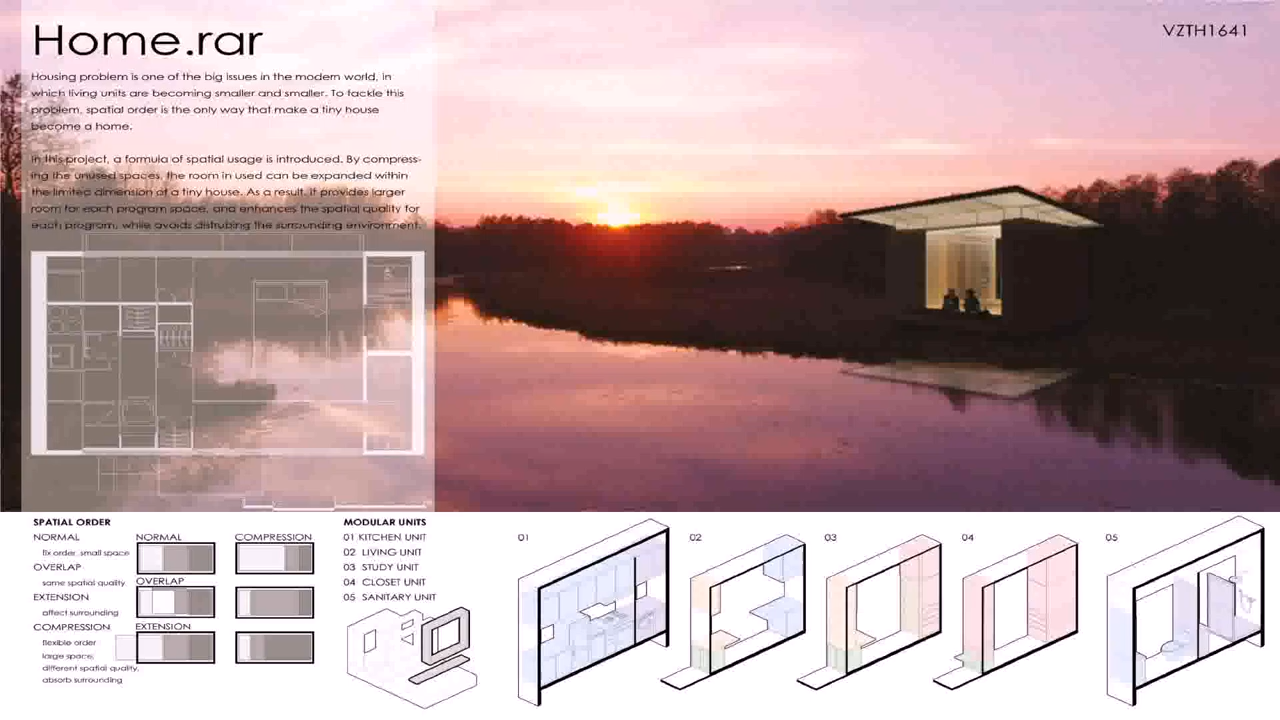 Home.rar
VZTH1641
Housing problem is one of the big issues in the modern world, in
which living units are becoming smaller and smaller. To tackle this
problem, spatial order is the only way that make a tiny house
become a home.
In this project, a formula of spatial usage is introduced. By compress-
ing the unused spaces, the room in used can be expanded within
the limited dimension of a tiny house. As a result, it provides larger
room for each program space, and enhances the spatial quality for
each program, while avoids distrubing the surrounding environment.
SPATIAL ORDER
NORMAL
fix order, small space
OVERLAP
same spatial quality
EXTENSION
affect surrounding
COMPRESSION
flexible order
large space,
different spatial quality,
absorb surrounding
NORMAL
COMPRESSION
OVERLAP
EXTENSION
MODULAR UNITS
01 KITCHEN UNIT
02 LIVING UNIT
03 STUDY UNIT
04 CLOSET UNIT
05 SANITARY UNIT
01
02
03
04
05